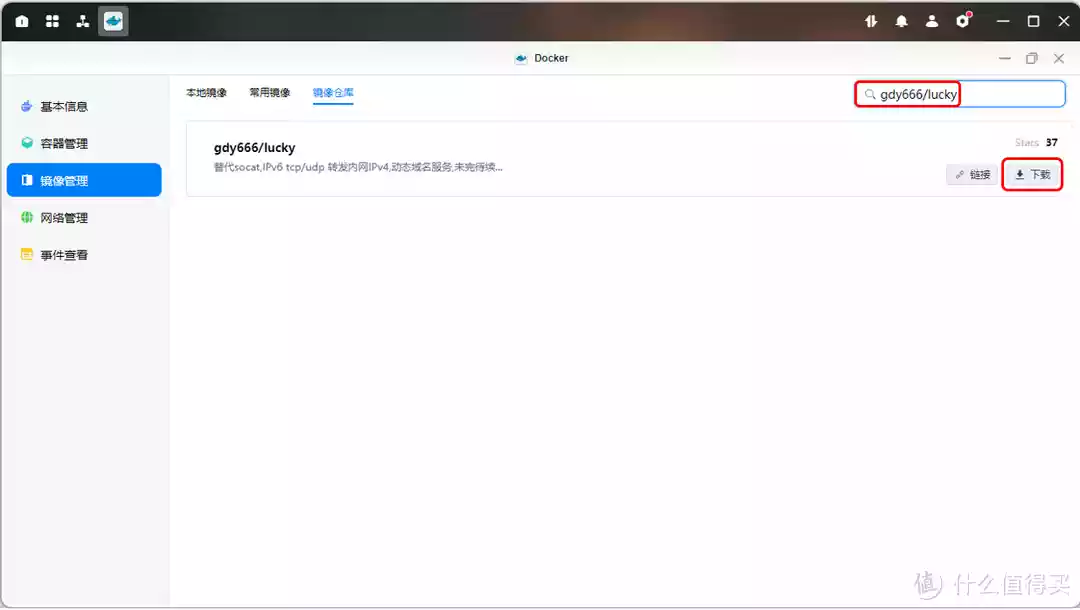 Docker
基本信息
容器管理
镜像管理
网络管理
事件查看
本地镜像 常用镜像 镜像仓库
gdy666/lucky
gdy666/lucky
Stars 37
替代socat,IPv6 tcp/udp 转发内网IPv4,动态域名服务,未完待续...
链接 下载
值 什么值得买